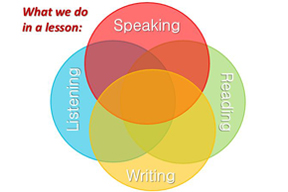 What we do
in a lesson:
Speaking
Listening
Reading
Writing